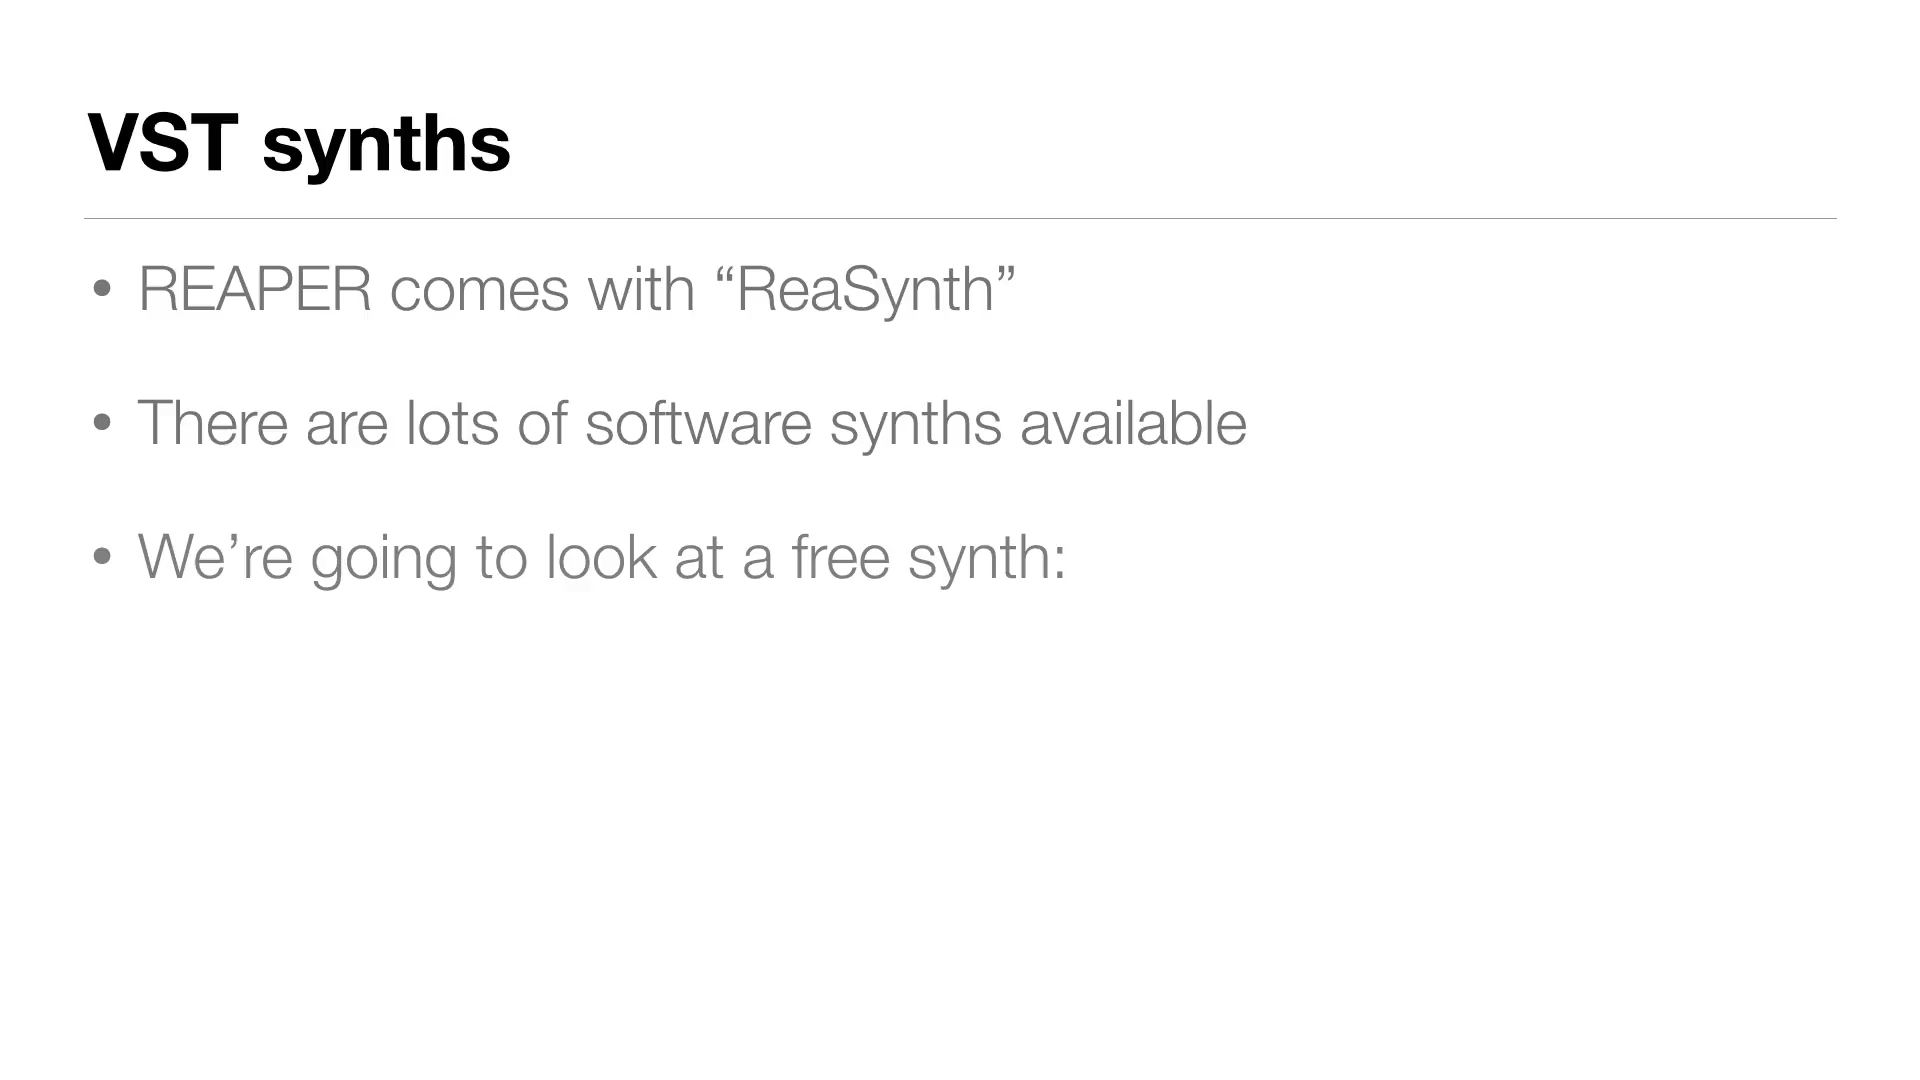 VST synths
• REAPER comes with “ReaSynth”
• There are lots of software synths available
• We’re going to look at a free synth: